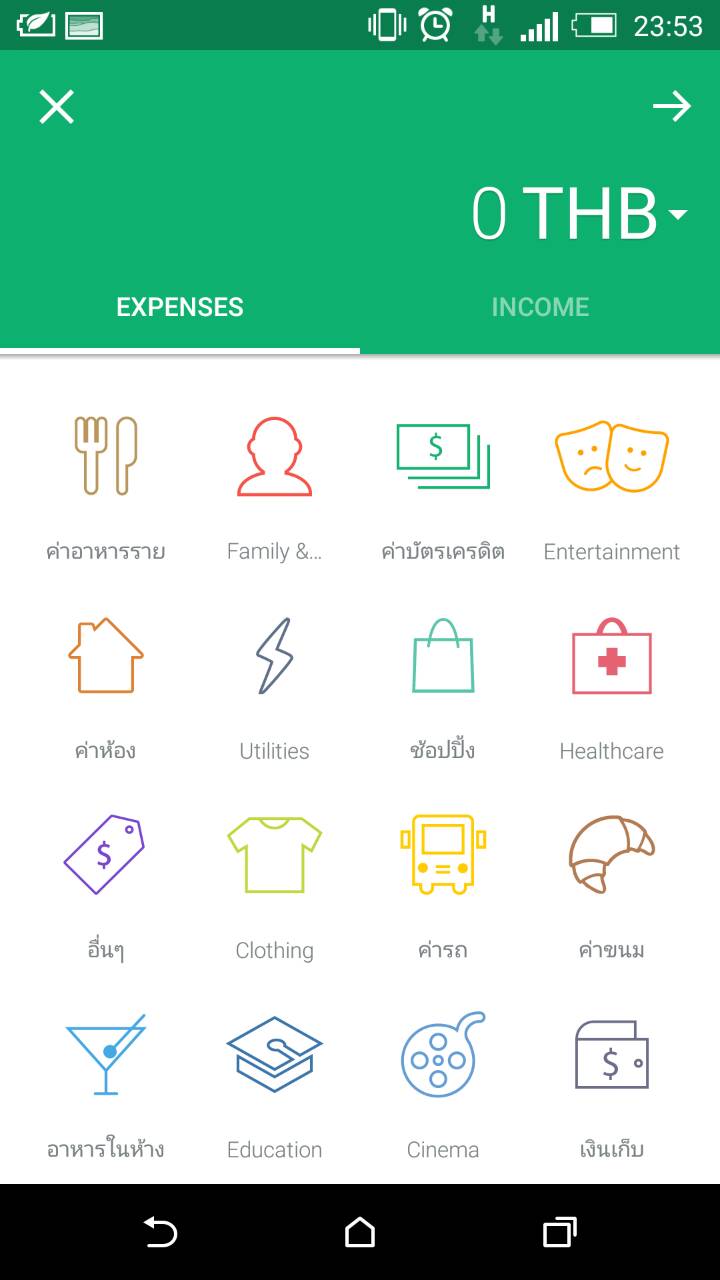 H
23:53
0 THB
EXPENSES INCOME
$
ค่าอาหารราย Family &... ค่าบัตรเครดิต Entertainment
ค่าห้อง Utilities ช้อปปิ้ง Healthcare
$
อื่นๆ Clothing ค่ารถ ค่าขนม
$
อาหารในห้าง Education Cinema เงินเก็บ